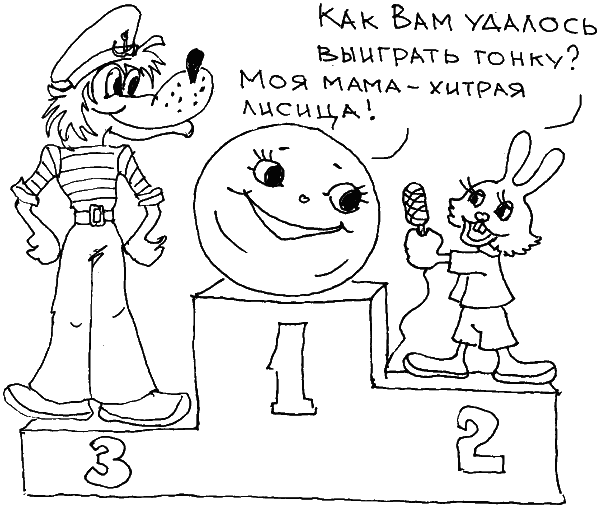 Как Вам удалось
выиграть гонку?
Моя мама - хитрая
лисица!
1
2
3